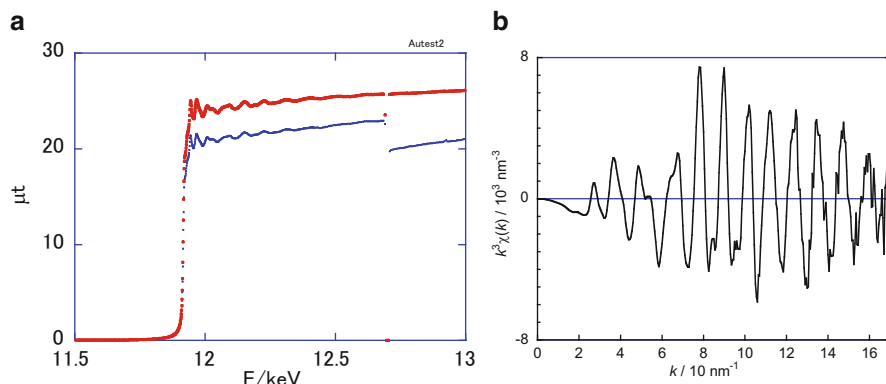 a
Autest2
30
20
10
0
μt
11.5 12 12.5 13
E/keV
b
8
0
-8
k³χ(k) / 10³ nm⁻³
0 2 4 6 8 10 12 14 16
k / 10 nm⁻¹